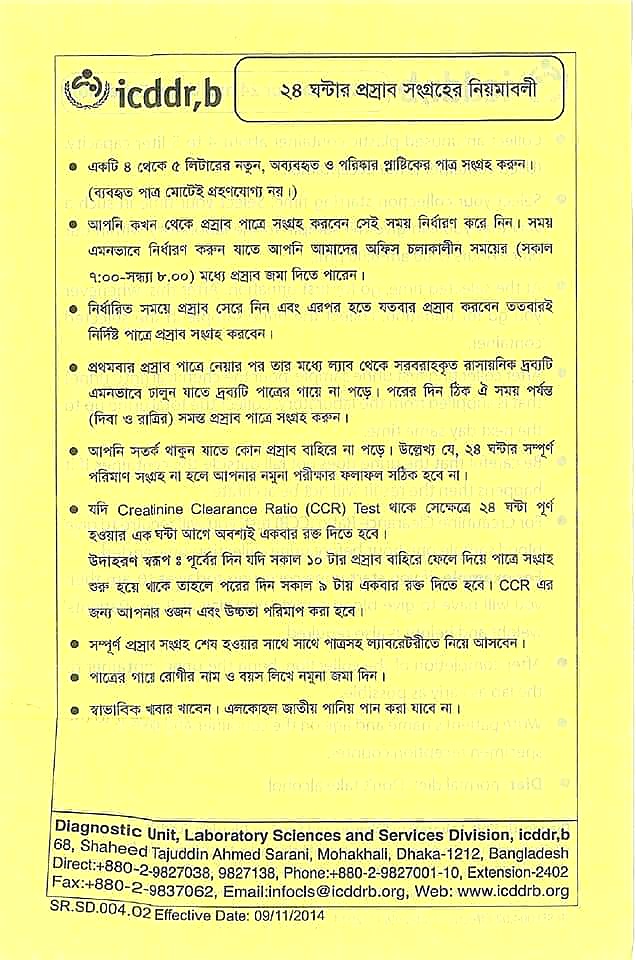 icddr,b
২৪ ঘন্টার প্রস্রাব সংগ্রহের নিয়মাবলী
• একটি ৪ থেকে ৫ লিটারের নতুন, অব্যবহৃত ও পরিষ্কার প্লাষ্টিকের পাত্র সংগ্রহ করুন।
(ব্যবহৃত পাত্র মোটেই গ্রহণযোগ্য নয়।)
• আপনি কখন থেকে প্রস্রাব পাত্রে সংগ্রহ করবেন সেই সময় নির্ধারণ করে নিন। সময়
এমনভাবে নির্ধারণ করুন যাতে আপনি আমাদের অফিস চলাকালীন সময়ের (সকাল
৭:০০-সন্ধ্যা ৮.০০) মধ্যে প্রস্রাব জমা দিতে পারেন।
• নির্ধারিত সময়ে প্রস্রাব সেরে নিন এবং এরপর হতে যতবার প্রস্রাব করবেন ততবারই
নির্দিষ্ট পাত্রে প্রস্রাব সংগ্রহ করবেন।
• প্রথমবার প্রস্রাব পাত্রে নেয়ার পর তার মধ্যে ল্যাব থেকে সরবরাহকৃত রাসায়নিক দ্রব্যটি
এমনভাবে ঢালুন যাতে দ্রব্যটি পাত্রের গায়ে না পড়ে। পরের দিন ঠিক ঐ সময় পর্যন্ত
(দিবা ও রাত্রির) সমস্ত প্রস্রাব পাত্রে সংগ্রহ করুন।
• আপনি সতর্ক থাকুন যাতে কোন প্রস্রাব বাহিরে না পড়ে। উল্লেখ্য যে, ২৪ ঘন্টার সম্পূর্ণ
পরিমাণ সংগ্রহ না হলে আপনার নমুনা পরীক্ষার ফলাফল সঠিক হবে না।
• যদি Creatinine Clearance Ratio (CCR) Test থাকে সেক্ষেত্রে ২৪ ঘন্টা পূর্ণ
হওয়ার এক ঘন্টা আগে অবশ্যই একবার রক্ত দিতে হবে।
উদাহরণ স্বরূপ ঃ পূর্বের দিন যদি সকাল ১০ টার প্রস্রাব বাহিরে ফেলে দিয়ে পাত্রে সংগ্রহ
শুরু হয়ে থাকে তাহলে পরের দিন সকাল ৯ টায় একবার রক্ত দিতে হবে। CCR এর
জন্য আপনার ওজন এবং উচ্চতা পরিমাপ করা হবে।
• সম্পূর্ণ প্রস্রাব সংগ্রহ শেষ হওয়ার সাথে সাথে পাত্রসহ ল্যাবরেটরীতে নিয়ে আসবেন।
• পাত্রের গায়ে রোগীর নাম ও বয়স লিখে নমুনা জমা দিন।
• স্বাভাবিক খাবার খাবেন। এলকোহল জাতীয় পানিয় পান করা যাবে না।
Diagnostic Unit, Laboratory Sciences and Services Division, icddr,b
68, Shaheed Tajuddin Ahmed Sarani, Mohakhali, Dhaka-1212, Bangladesh
Direct:+880-2-9827038, 9827138, Phone:+880-2-9827001-10, Extension-2402
Fax:+880-2-9837062, Email:infocls@icddrb.org, Web: www.icddrb.org
SR.SD.004.02 Effective Date: 09/11/2014